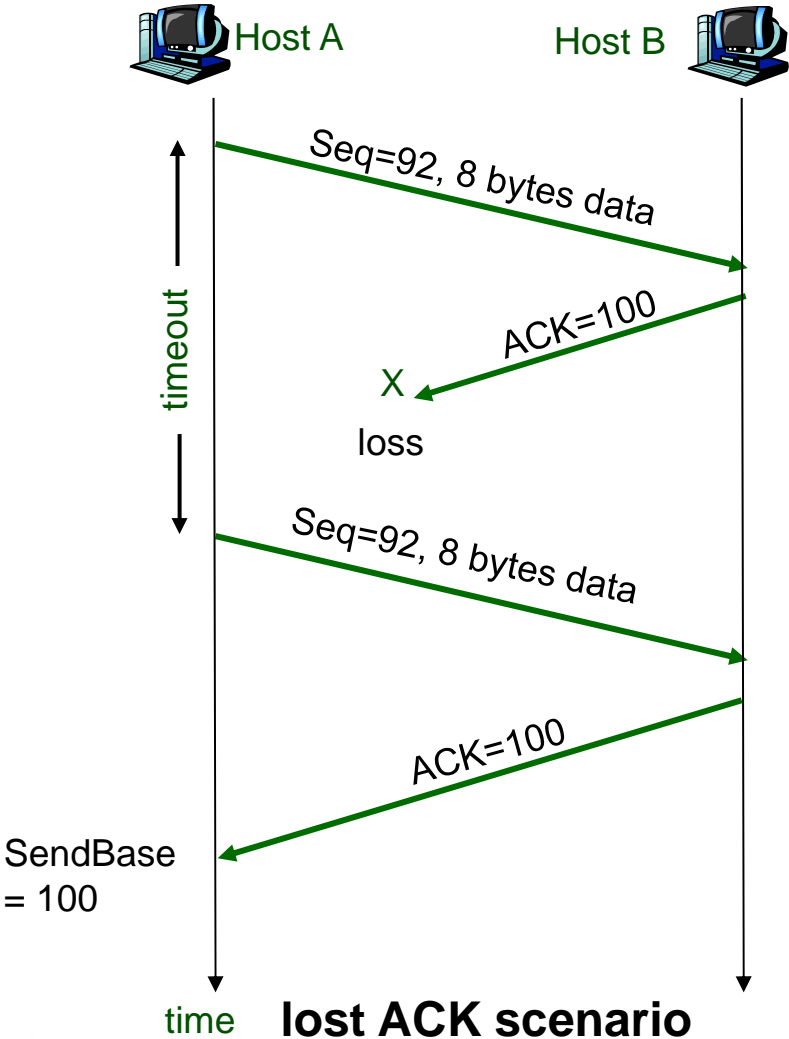 Host A
Host B
Seq=92, 8 bytes data
ACK=100
timeout
X
loss
Seq=92, 8 bytes data
ACK=100
SendBase
= 100
time
lost ACK scenario